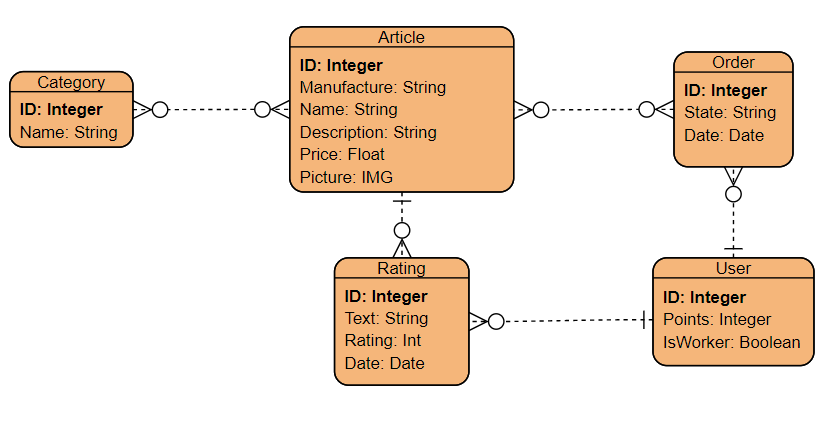 Category
ID: Integer
Name: String
Article
ID: Integer
Manufacture: String
Name: String
Description: String
Price: Float
Picture: IMG
Order
ID: Integer
State: String
Date: Date
Rating
ID: Integer
Text: String
Rating: Int
Date: Date
User
ID: Integer
Points: Integer
IsWorker: Boolean